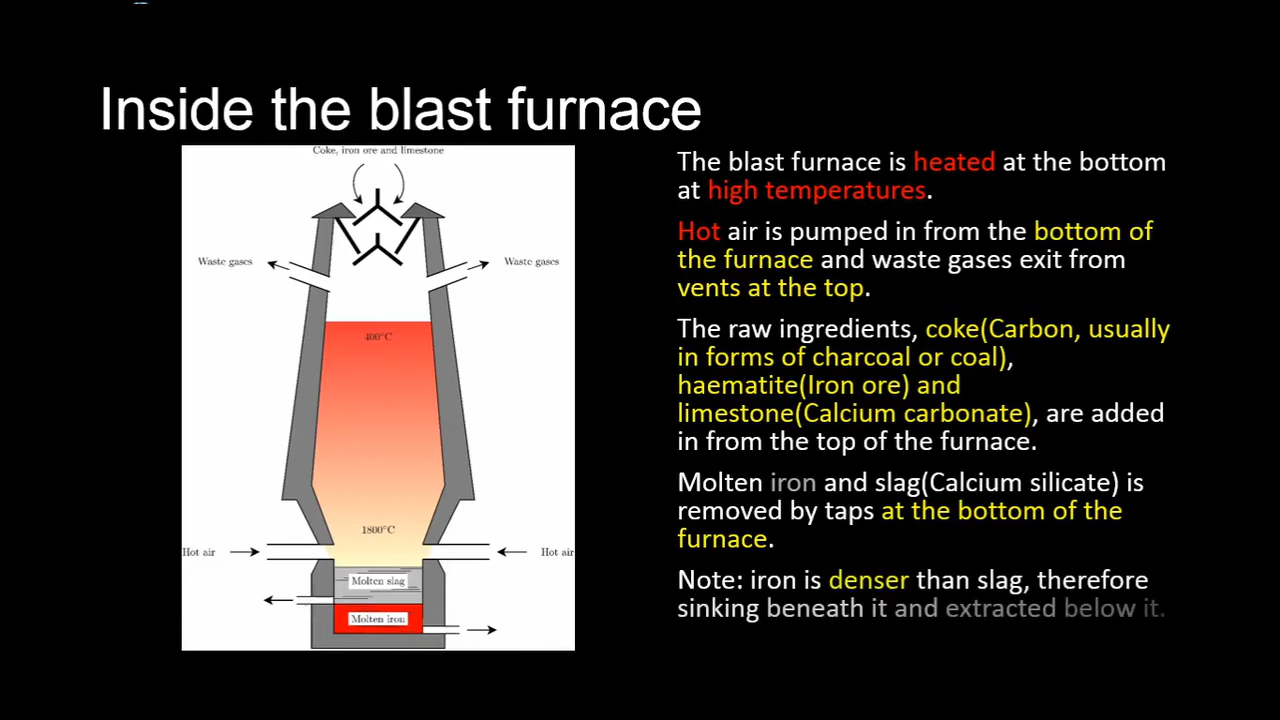 Inside the blast furnace
Coke, iron ore and limestone
Waste gases
Waste gases
400°C
1800°C
Hot air
Hot air
Molten slag
Molten iron
The blast furnace is heated at the bottom
at high temperatures.
Hot air is pumped in from the bottom of
the furnace and waste gases exit from
vents at the top.
The raw ingredients, coke(Carbon, usually
in forms of charcoal or coal),
haematite(Iron ore) and
limestone(Calcium carbonate), are added
in from the top of the furnace.
Molten iron and slag(Calcium silicate) is
removed by taps at the bottom of the
furnace.
Note: iron is denser than slag, therefore
sinking beneath it and extracted below it.